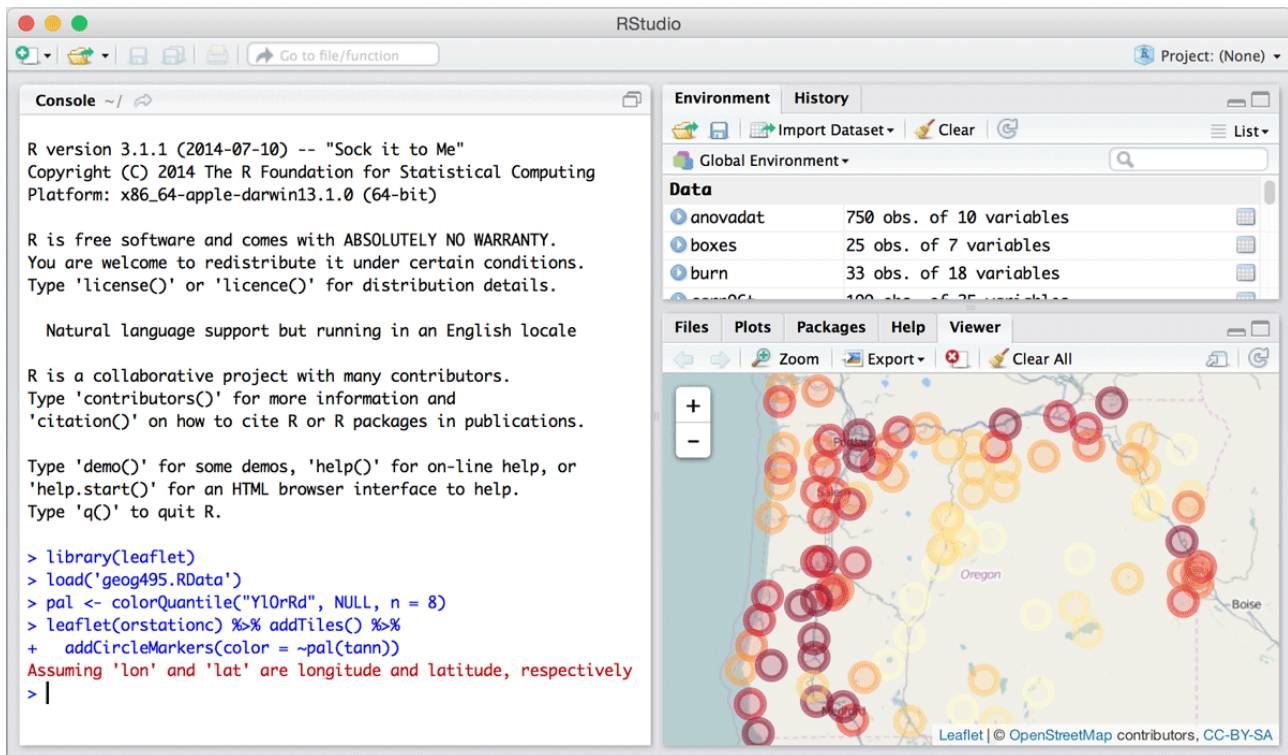 RStudio
Go to file/function
Project: (None)
Console ~/
R version 3.1.1 (2014-07-10) -- "Sock it to Me"
Copyright (C) 2014 The R Foundation for Statistical Computing
Platform: x86_64-apple-darwin13.1.0 (64-bit)
R is free software and comes with ABSOLUTELY NO WARRANTY.
You are welcome to redistribute it under certain conditions.
Type 'license()' or 'licence()' for distribution details.
Natural language support but running in an English locale
R is a collaborative project with many contributors.
Type 'contributors()' for more information and
'citation()' on how to cite R or R packages in publications.
Type 'demo()' for some demos, 'help()' for on-line help, or
'help.start()' for an HTML browser interface to help.
Type 'q()' to quit R.
> library(leaflet)
> load('geog495.RData')
> pal <- colorQuantile("YlOrRd", NULL, n = 8)
> leaflet(orstationc) %>% addTiles() %>%
+   addCircleMarkers(color = ~pal(tann))
Assuming 'lon' and 'lat' are longitude and latitude, respectively
>
Environment History
Import Dataset Clear List
Global Environment
Data
anovadat 750 obs. of 10 variables
boxes 25 obs. of 7 variables
burn 33 obs. of 18 variables
Files Plots Packages Help Viewer
Zoom Export Clear All
+
-
Oregon
Boise
Medford
Leaflet | © OpenStreetMap contributors, CC-BY-SA